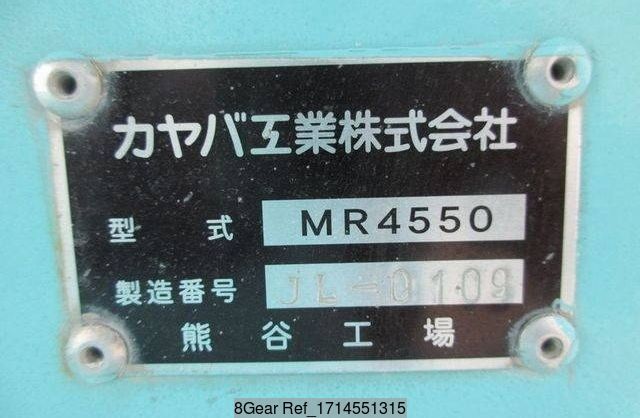 カヤバ工業株式会社
型式 MR4550
製造番号 JL-0109
熊谷工場
8Gear Ref_1714551315